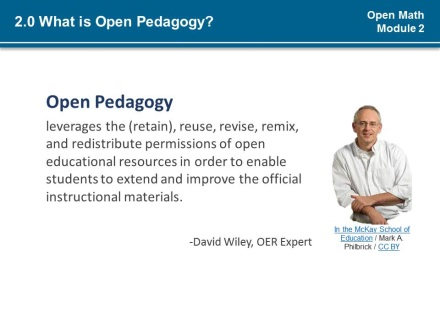 2.0 What is Open Pedagogy?
Open Math
Module 2
Open Pedagogy
leverages the (retain), reuse, revise, remix,
and redistribute permissions of open
educational resources in order to enable
students to extend and improve the official
instructional materials.
-David Wiley, OER Expert
In the McKay School of
Education / Mark A.
Philbrick / CC BY